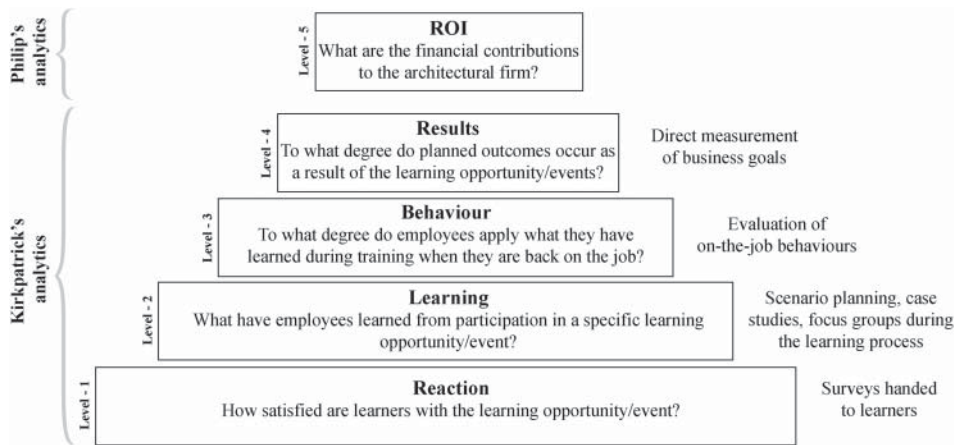 Philip's
analytics
Level - 5
ROI
What are the financial contributions
to the architectural firm?
Kirkpatrick's
analytics
Level - 4
Results
To what degree do planned outcomes occur as
a result of the learning opportunity/events?
Direct measurement
of business goals
Level - 3
Behaviour
To what degree do employees apply what they have
learned during training when they are back on the job?
Evaluation of
on-the-job behaviours
Level - 2
Learning
What have employees learned from participation in a specific learning
opportunity/event?
Scenario planning, case
studies, focus groups during
the learning process
Level - 1
Reaction
How satisfied are learners with the learning opportunity/event?
Surveys handed
to learners